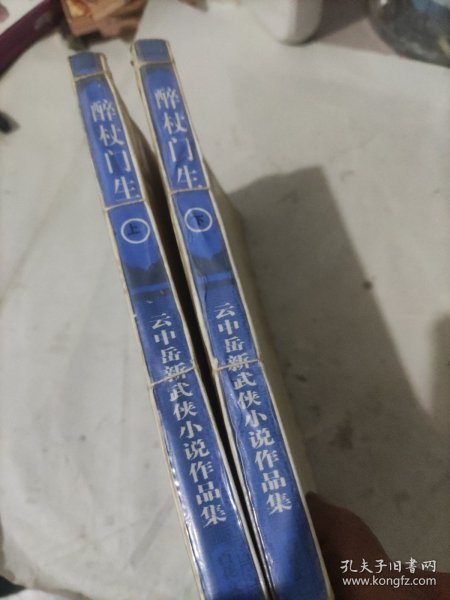 醉杖门生
上
云中岳新武侠小说作品集
醉杖门生
下
云中岳新武侠小说作品集
孔夫子旧书网
www.kongfz.com